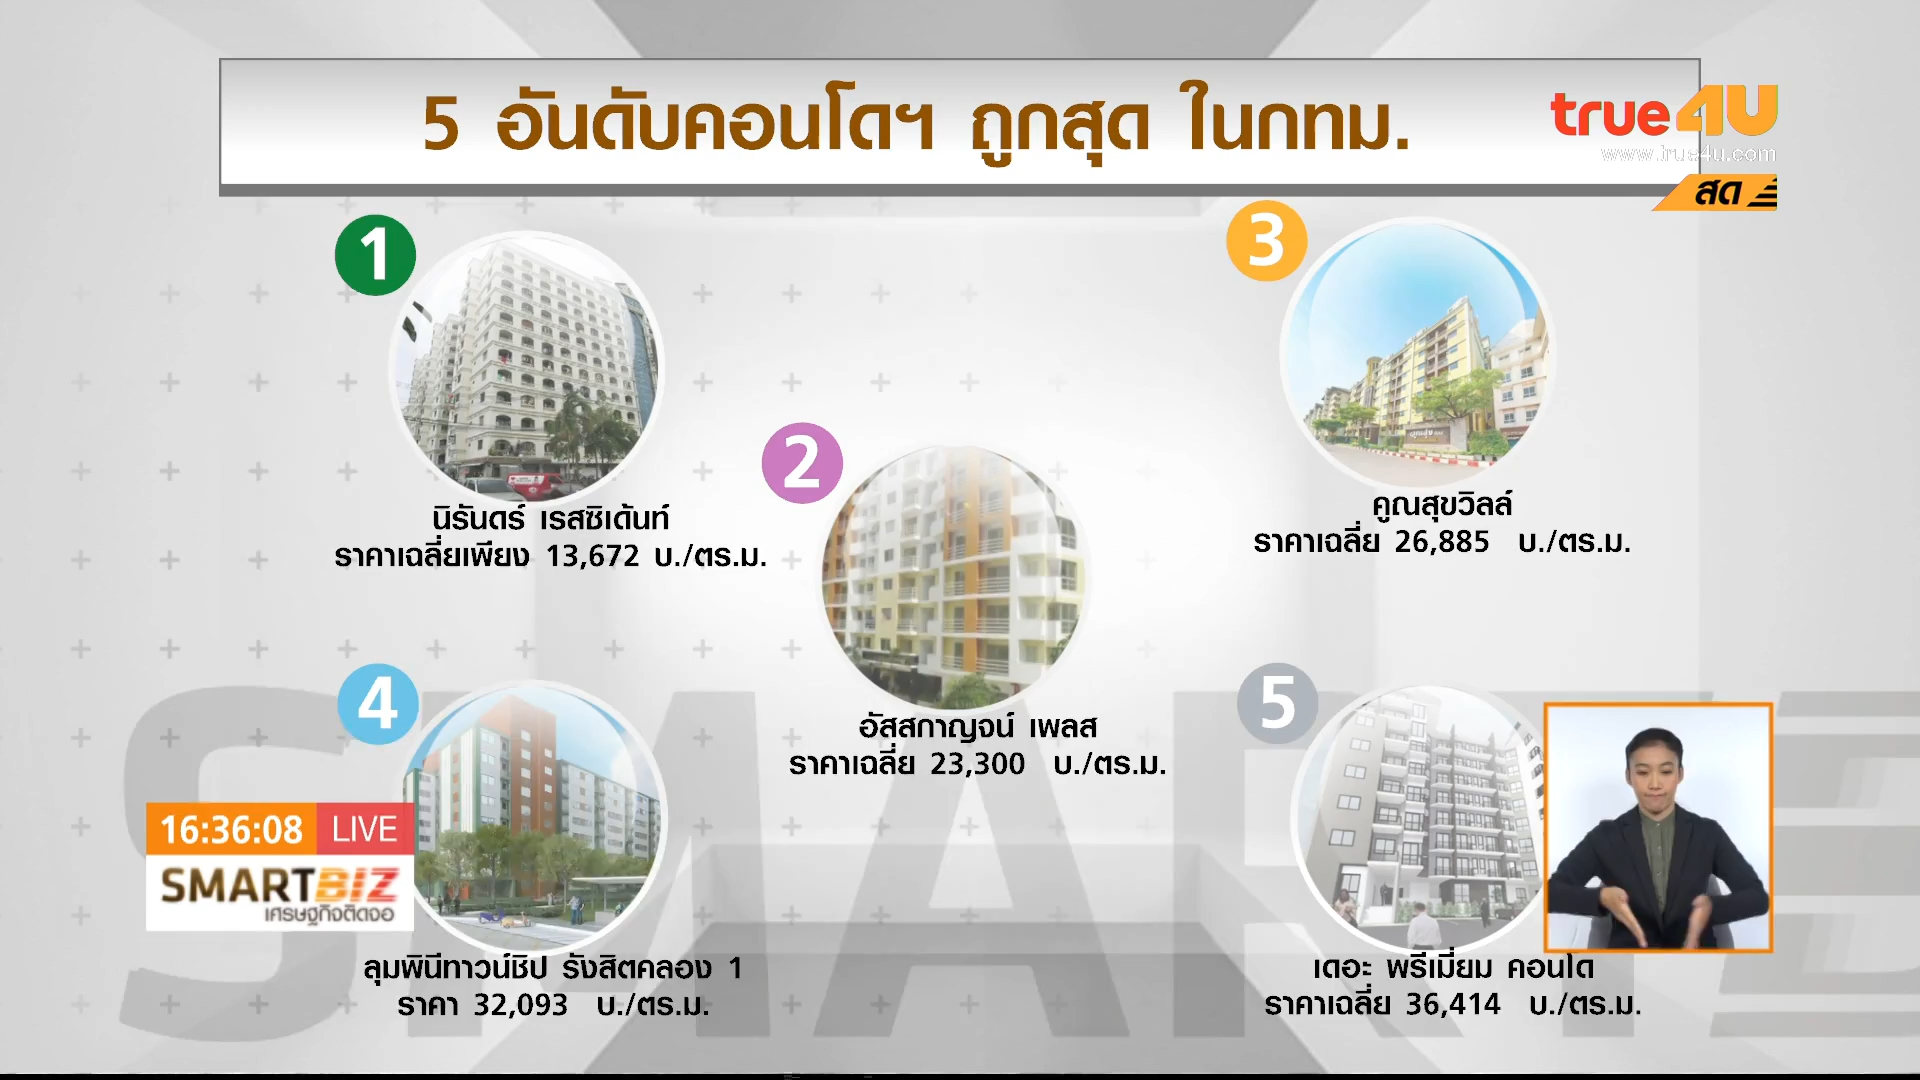 5 อันดับคอนโดฯ ถูกสุด ในกทม.
true4U
www.true4u.com
สด
1
นิรันดร์ เรสซิเด้นท์
ราคาเฉลี่ยเพียง 13,672 บ./ตร.ม.
2
อัสสกาญจน์ เพลส
ราคาเฉลี่ย 23,300 บ./ตร.ม.
3
คูณสุขวิลล์
ราคาเฉลี่ย 26,885 บ./ตร.ม.
4
ลุมพินีทาวน์ชิป รังสิตคลอง 1
ราคา 32,093 บ./ตร.ม.
5
เดอะ พรีเมี่ยม คอนโด
ราคาเฉลี่ย 36,414 บ./ตร.ม.
16:36:08 LIVE
SMARTBIZ
เศรษฐกิจติดจอ
SMART